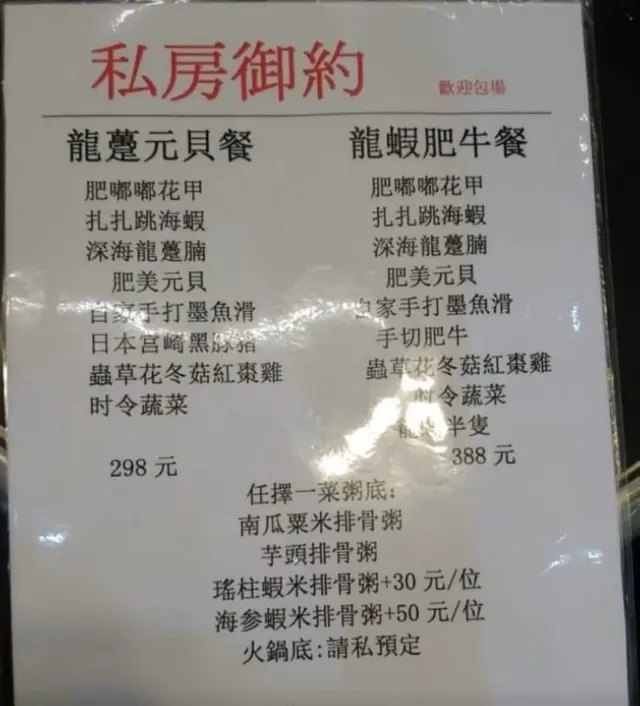 私房御約
歡迎包場
龍躉元貝餐
肥嘟嘟花甲
扎扎跳海蝦
深海龍躉腩
肥美元貝
自家手打墨魚滑
日本宮崎黑豚豬
蟲草花冬菇紅棗雞
时令蔬菜
298 元
龍蝦肥牛餐
肥嘟嘟花甲
扎扎跳海蝦
深海龍躉腩
肥美元貝
自家手打墨魚滑
手切肥牛
蟲草花冬菇紅棗雞
时令蔬菜
龍蝦半隻
388 元
任擇一菜粥底:
南瓜粟米排骨粥
芋頭排骨粥
瑤柱蝦米排骨粥+30 元/位
海参蝦米排骨粥+50 元/位
火鍋底:請私預定